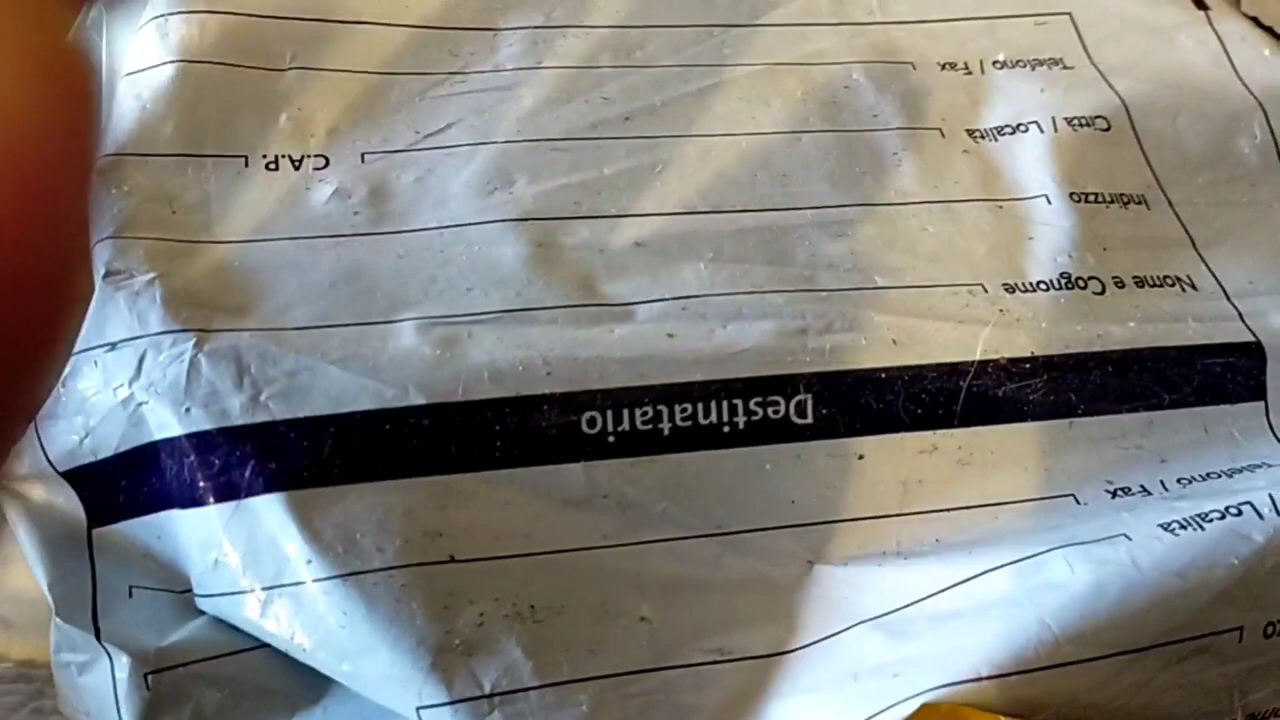 / Località
Telefono / Fax
Destinatario
Nome e Cognome
Indirizzo
Città / Località C.A.P.
Telefono / Fax